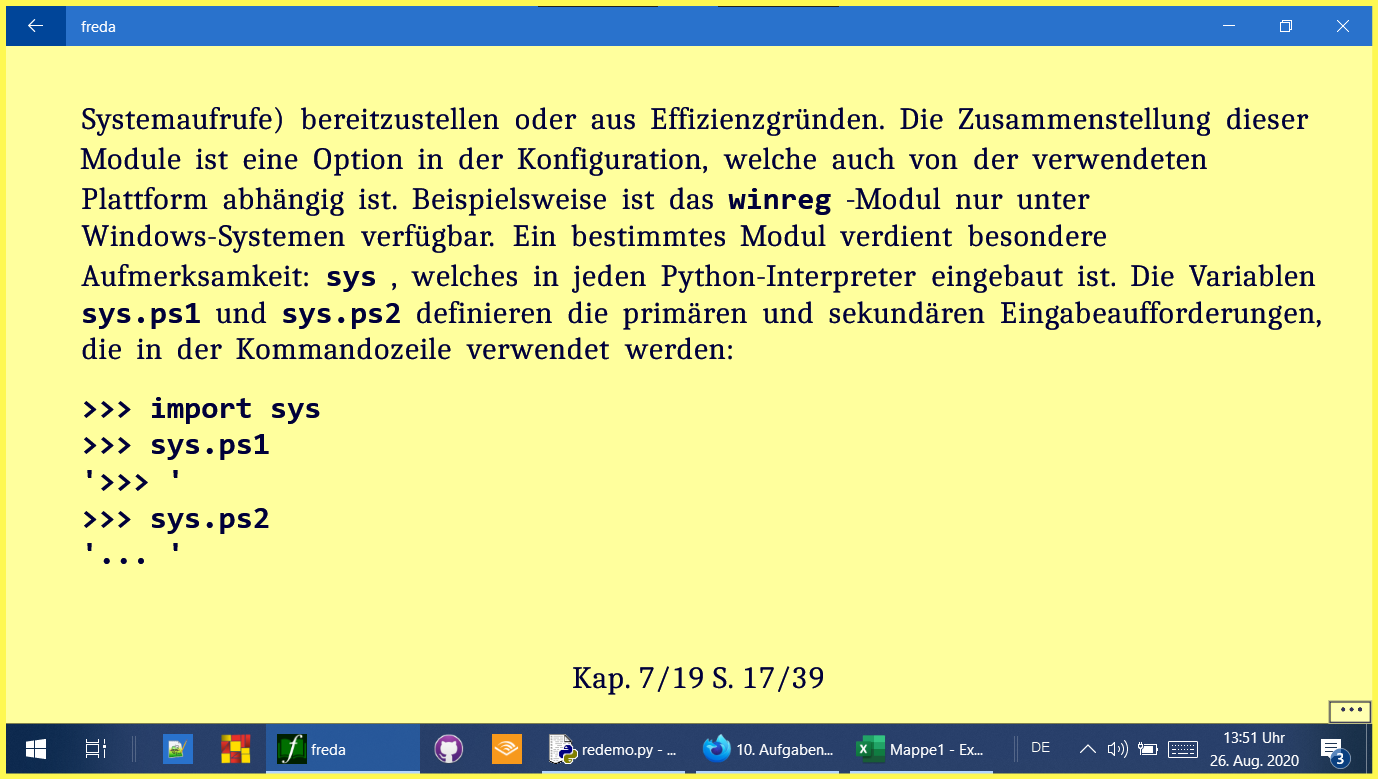 freda
Systemaufrufe) bereitzustellen oder aus Effizienzgründen. Die Zusammenstellung dieser
Module ist eine Option in der Konfiguration, welche auch von der verwendeten
Plattform abhängig ist. Beispielsweise ist das winreg -Modul nur unter
Windows-Systemen verfügbar. Ein bestimmtes Modul verdient besondere
Aufmerksamkeit: sys , welches in jeden Python-Interpreter eingebaut ist. Die Variablen
sys.ps1 und sys.ps2 definieren die primären und sekundären Eingabeaufforderungen,
die in der Kommandozeile verwendet werden:
>>> import sys
>>> sys.ps1
'>>> '
>>> sys.ps2
'... '
Kap. 7/19 S. 17/39
freda redemo.py - ... 10. Aufgaben... Mappe1 - Ex... DE 13:51 Uhr
26. Aug. 2020 3